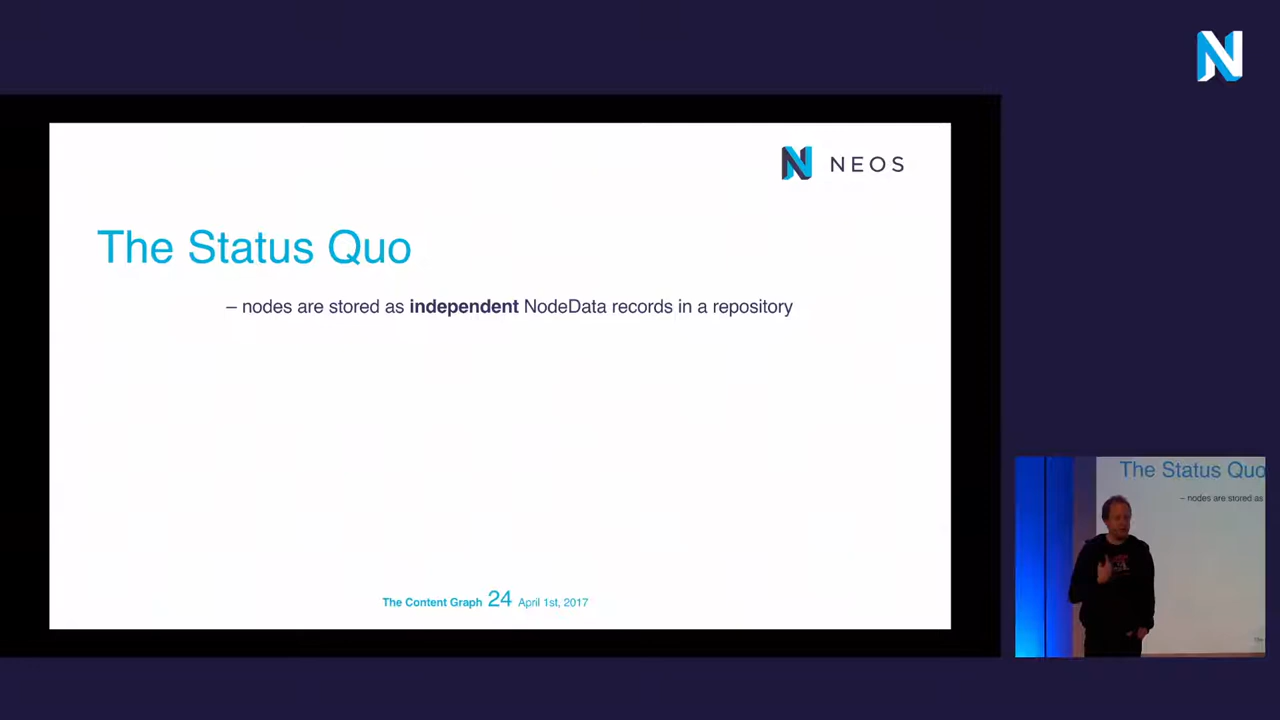 NEOS
The Status Quo
– nodes are stored as independent NodeData records in a repository
The Content Graph 24 April 1st, 2017
The Status Quo
– nodes are stored as